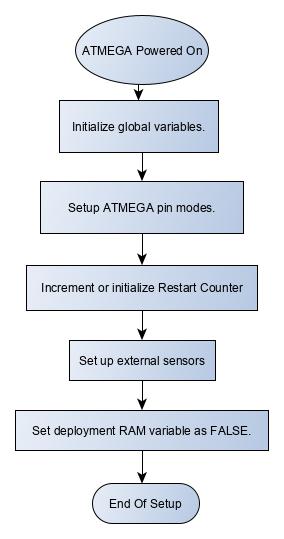 ATMEGA Powered On
Initialize global variables.
Setup ATMEGA pin modes.
Increment or initialize Restart Counter
Set up external sensors
Set deployment RAM variable as FALSE.
End Of Setup